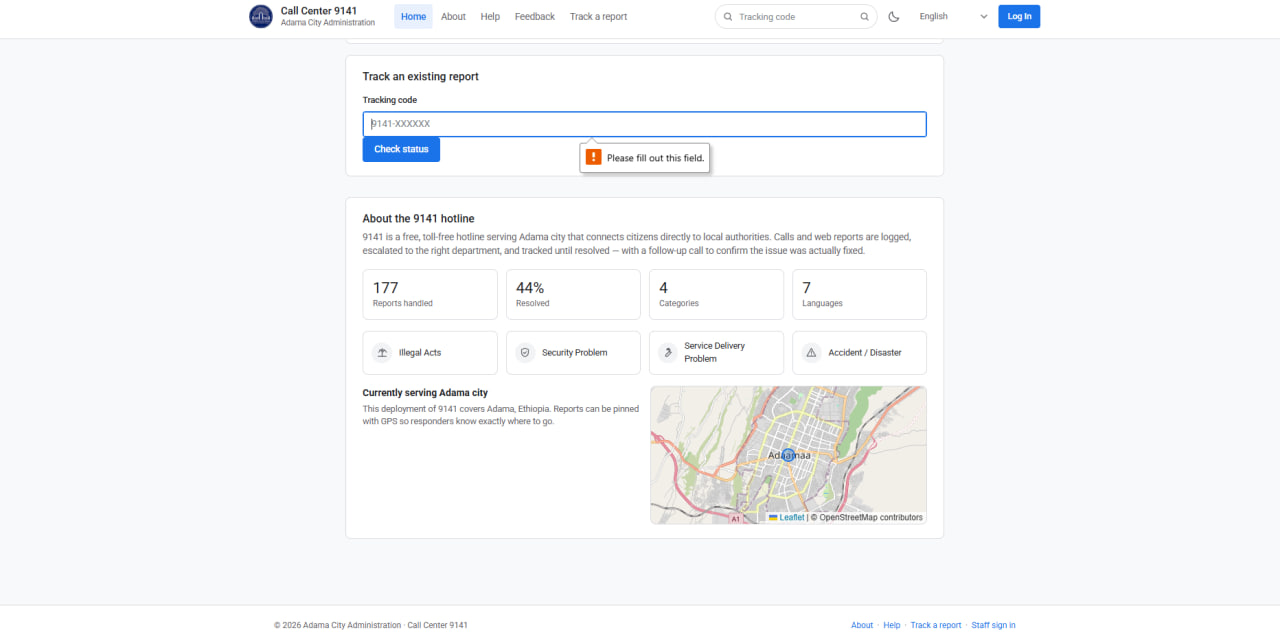 Call Center 9141
Adama City Administration
Home
About
Help
Feedback
Track a report
Tracking code
English
Log In
Track an existing report
Tracking code
9141-XXXXXX
Check status
Please fill out this field.
About the 9141 hotline
9141 is a free, toll-free hotline serving Adama city that connects citizens directly to local authorities. Calls and web reports are logged,
escalated to the right department, and tracked until resolved — with a follow-up call to confirm the issue was actually fixed.
177
Reports handled
44%
Resolved
4
Categories
7
Languages
Illegal Acts
Security Problem
Service Delivery
Problem
Accident / Disaster
Currently serving Adama city
This deployment of 9141 covers Adama, Ethiopia. Reports can be pinned
with GPS so responders know exactly where to go.
Adaamaa
A1
Leaflet | © OpenStreetMap contributors
© 2026 Adama City Administration · Call Center 9141
About · Help · Track a report · Staff sign in